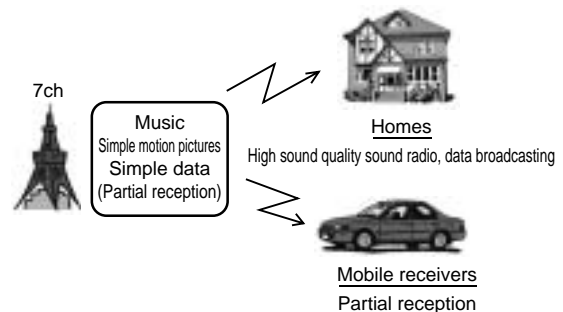 7ch
Music
Simple motion pictures
Simple data
(Partial reception)
Homes
High sound quality sound radio, data broadcasting
Mobile receivers
Partial reception